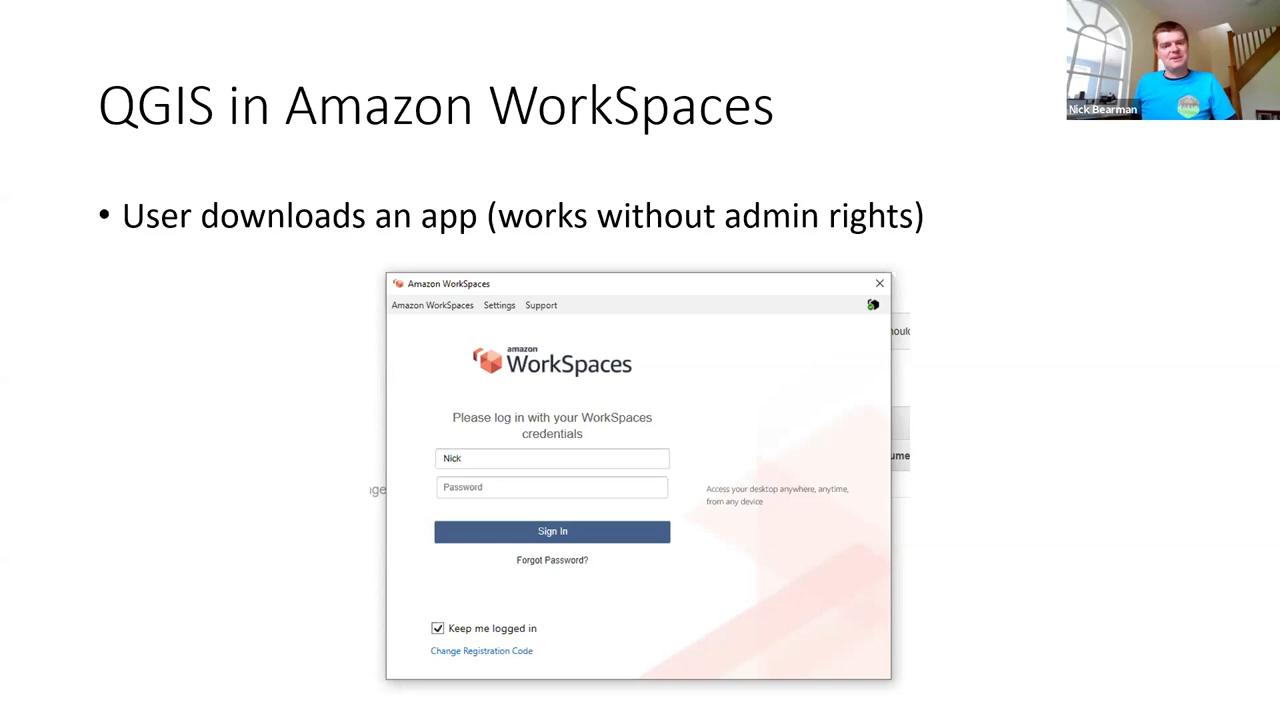 QGIS in Amazon WorkSpaces
Nick Bearman
• User downloads an app (works without admin rights)
Amazon WorkSpaces
Amazon WorkSpaces Settings Support
amazon
WorkSpaces
Please log in with your WorkSpaces
credentials
Nick
Password
Sign In
Forgot Password?
Access your desktop anywhere, anytime,
from any device
Keep me logged in
Change Registration Code